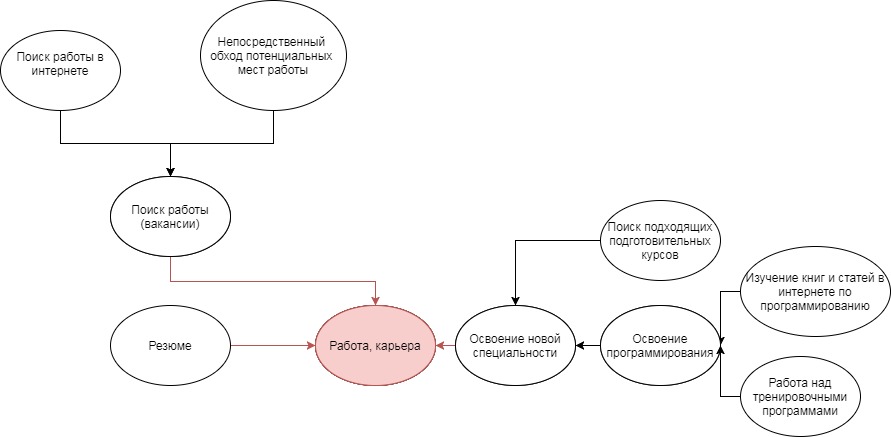 Поиск работы в
интернете
Непосредственный
обход потенциальных
мест работы
Поиск работы
(вакансии)
Поиск подходящих
подготовительных
курсов
Изучение книг и статей в
интернете по
программированию
Резюме
Работа, карьера
Освоение новой
специальности
Освоение
программирования
Работа над
тренировочными
программами